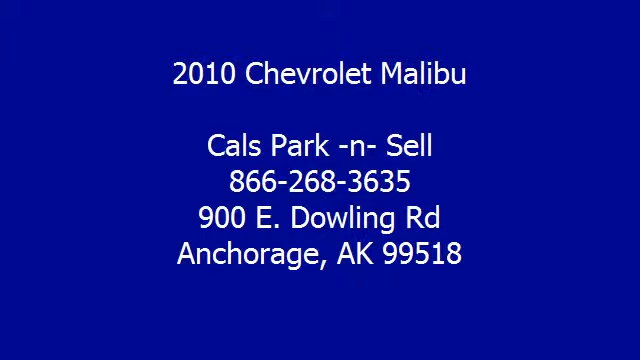 2010 Chevrolet Malibu
Cals Park -n- Sell
866-268-3635
900 E. Dowling Rd
Anchorage, AK 99518